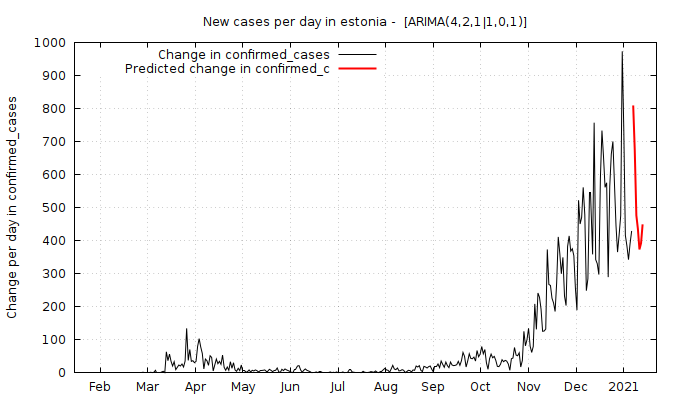 New cases per day in estonia -  [ARIMA(4,2,1|1,0,1)]
Change in confirmed_cases
Predicted change in confirmed_c
Change per day in confirmed_cases
1000
900
800
700
600
500
400
300
200
100
0
Feb Mar Apr May Jun Jul Aug Sep Oct Nov Dec 2021